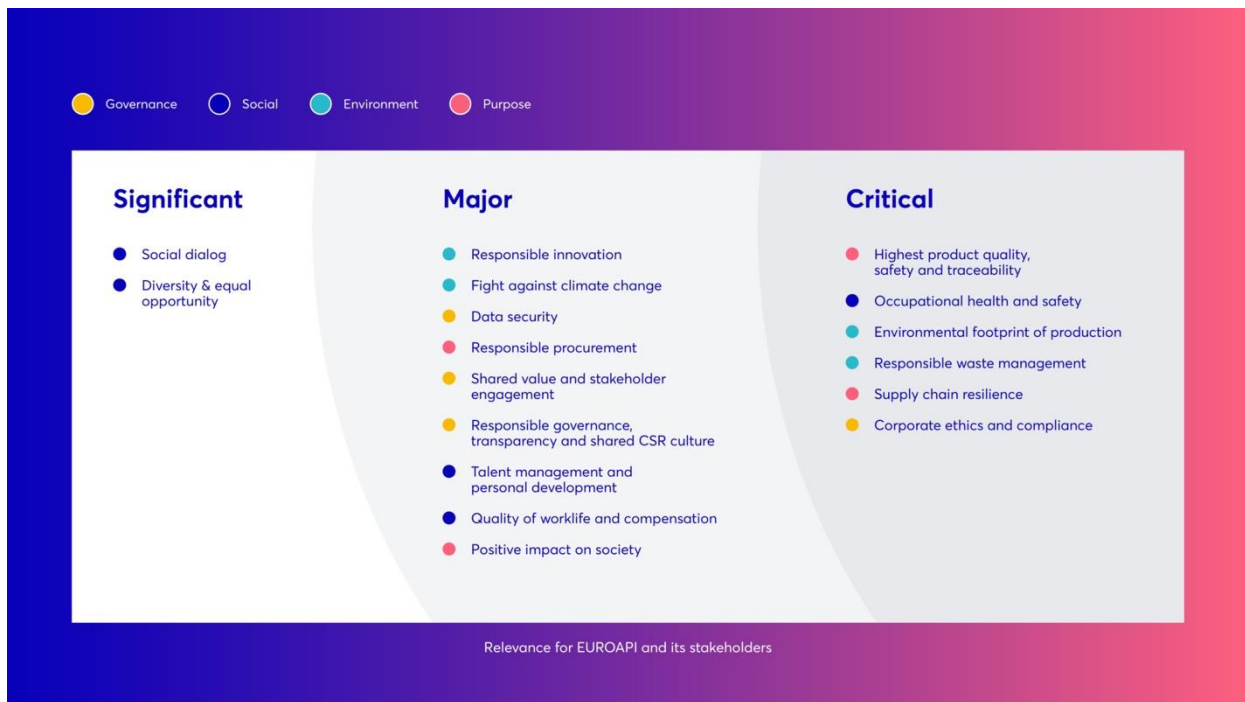 Governance Social Environment Purpose
Significant
Social dialog
Diversity & equal
opportunity
Major
Responsible innovation
Fight against climate change
Data security
Responsible procurement
Shared value and stakeholder
engagement
Responsible governance,
transparency and shared CSR culture
Talent management and
personal development
Quality of worklife and compensation
Positive impact on society
Critical
Highest product quality,
safety and traceability
Occupational health and safety
Environmental footprint of production
Responsible waste management
Supply chain resilience
Corporate ethics and compliance
Relevance for EUROAPI and its stakeholders